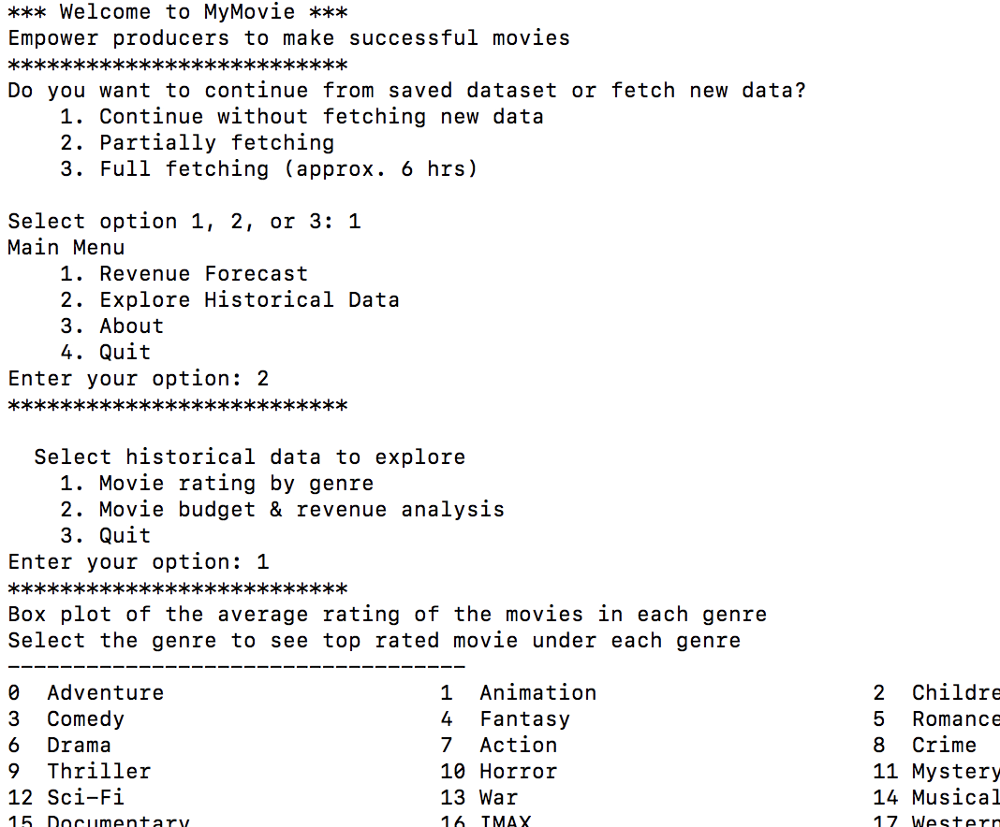 *** Welcome to MyMovie ***
Empower producers to make successful movies
**************************
Do you want to continue from saved dataset or fetch new data?
    1. Continue without fetching new data
    2. Partially fetching
    3. Full fetching (approx. 6 hrs)

Select option 1, 2, or 3: 1
Main Menu
    1. Revenue Forecast
    2. Explore Historical Data
    3. About
    4. Quit
Enter your option: 2
**************************

  Select historical data to explore
    1. Movie rating by genre
    2. Movie budget & revenue analysis
    3. Quit
Enter your option: 1
**************************
Box plot of the average rating of the movies in each genre
Select the genre to see top rated movie under each genre
-----------------------------------
0  Adventure                     1  Animation                     2  Childre
3  Comedy                        4  Fantasy                       5  Romance
6  Drama                         7  Action                        8  Crime
9  Thriller                      10 Horror                        11 Mystery
12 Sci-Fi                        13 War                           14 Musical
15 Documentary                   16 IMAX                          17 Western